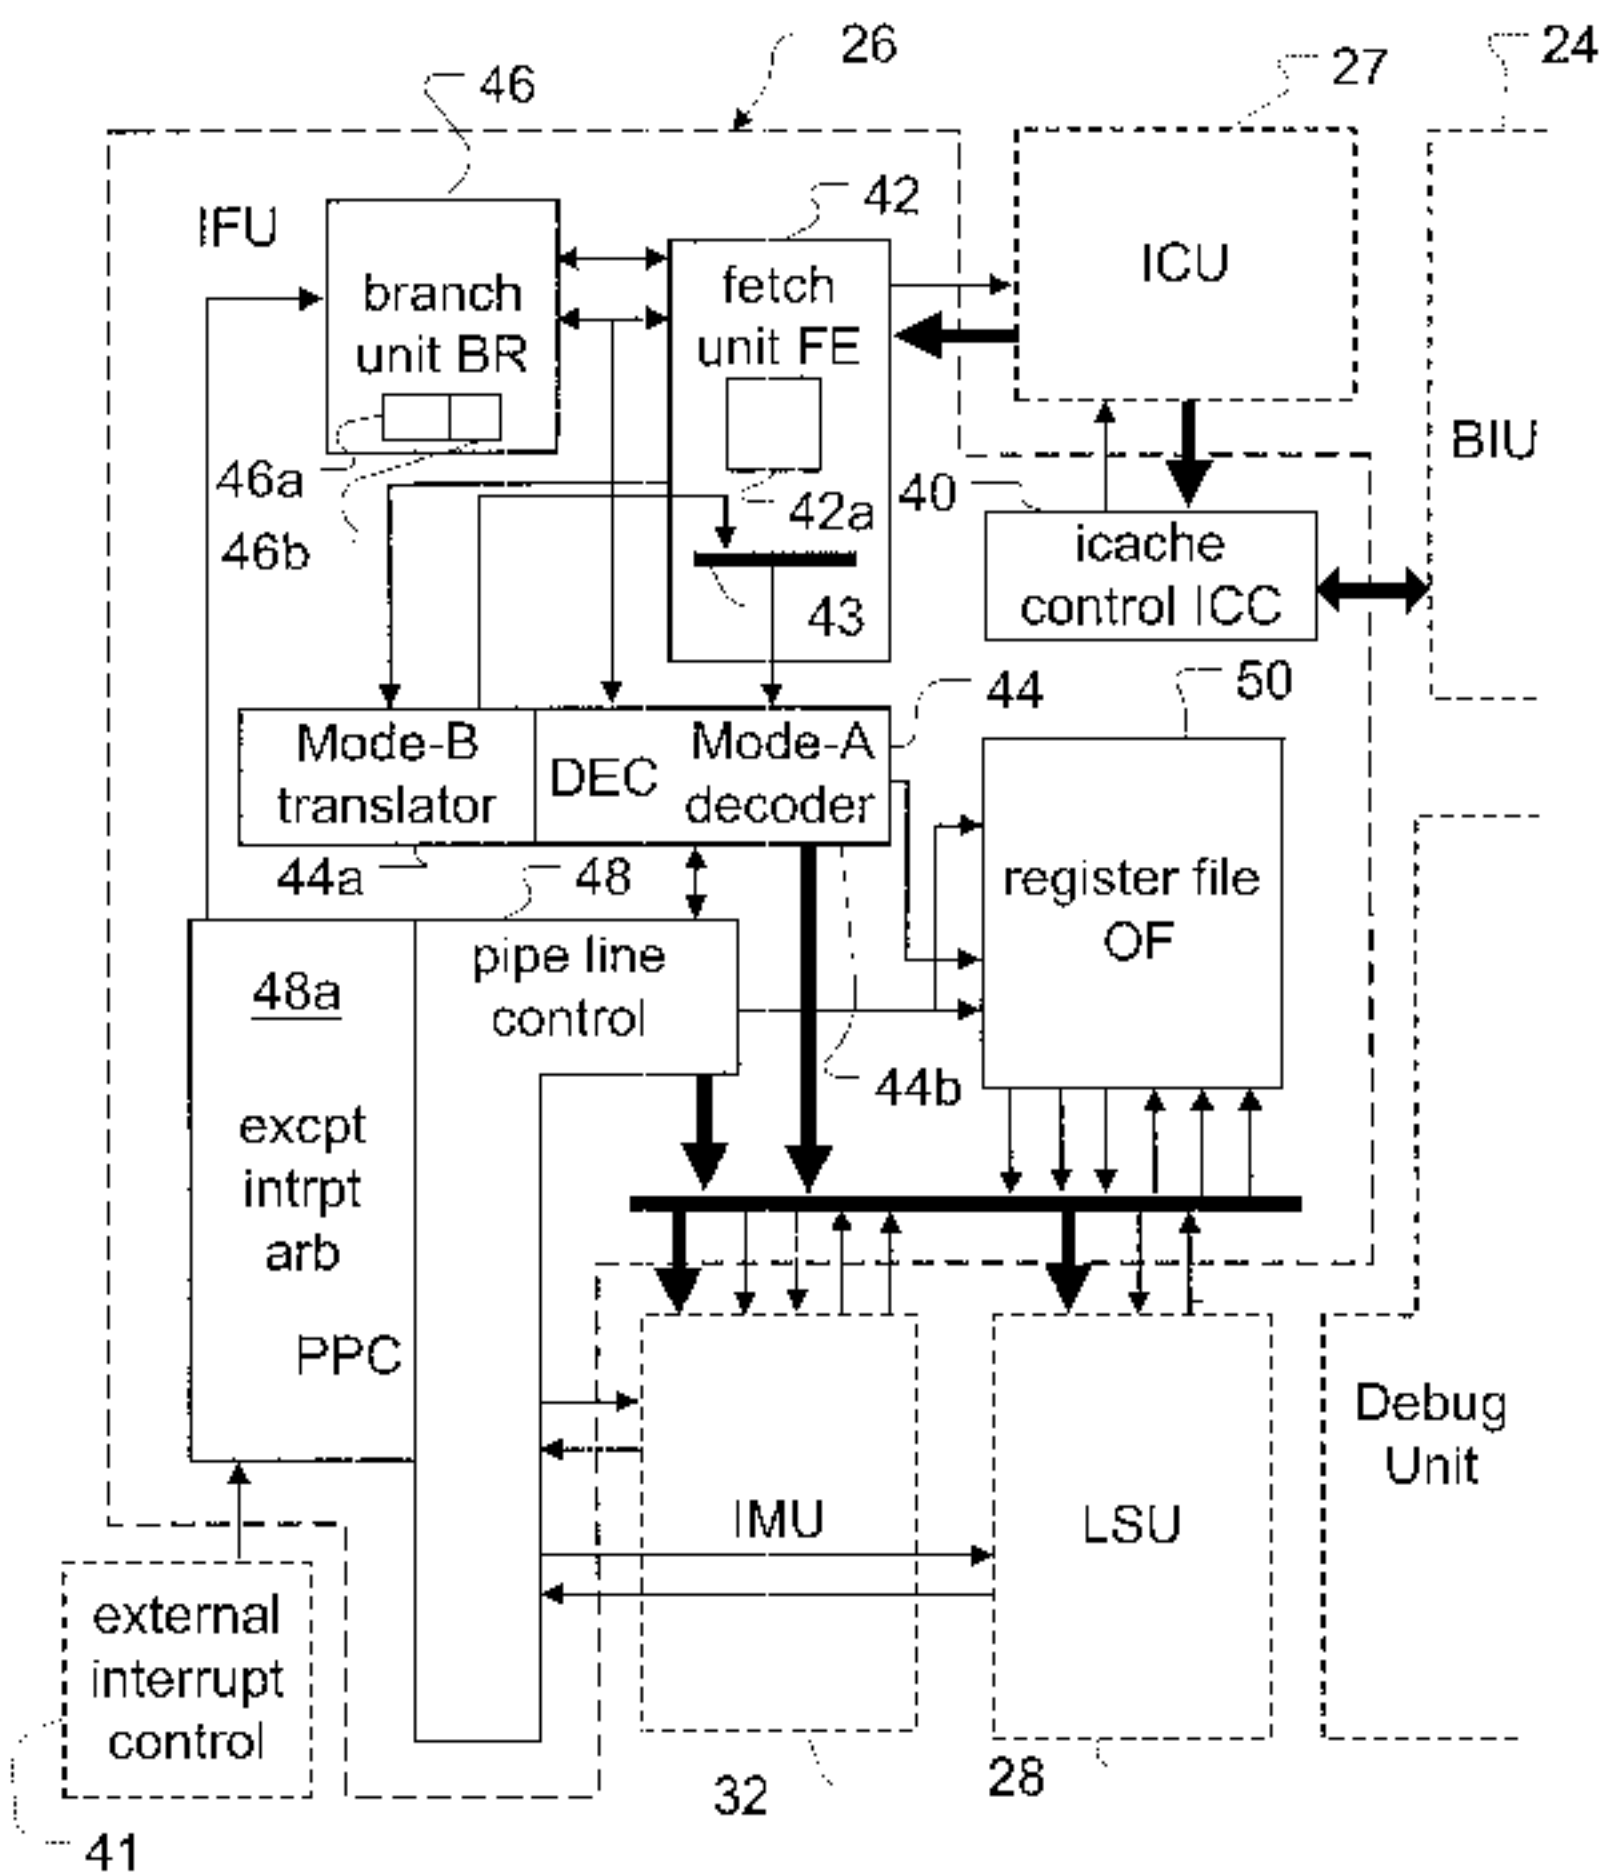 26
24
46
27
42
IFU
branch
unit BR
fetch
unit FE
ICU
BIU
46a
42a
40
46b
icache
control ICC
43
44
50
Mode-B
translator
DEC
Mode-A
decoder
44a
48
register file
OF
48a
pipe line
control
44b
excpt
intrpt
arb
PPC
Debug
Unit
IMU
LSU
external
interrupt
control
32
28
41